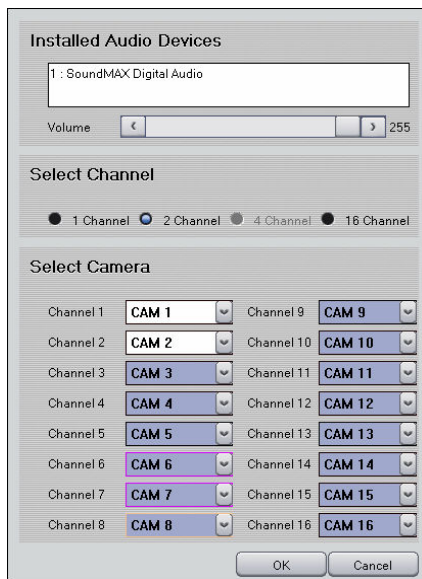 Installed Audio Devices
1 : SoundMAX Digital Audio
Volume 255
Select Channel
1 Channel 2 Channel 4 Channel 16 Channel
Select Camera
Channel 1 CAM 1 Channel 9 CAM 9
Channel 2 CAM 2 Channel 10 CAM 10
Channel 3 CAM 3 Channel 11 CAM 11
Channel 4 CAM 4 Channel 12 CAM 12
Channel 5 CAM 5 Channel 13 CAM 13
Channel 6 CAM 6 Channel 14 CAM 14
Channel 7 CAM 7 Channel 15 CAM 15
Channel 8 CAM 8 Channel 16 CAM 16
OK Cancel